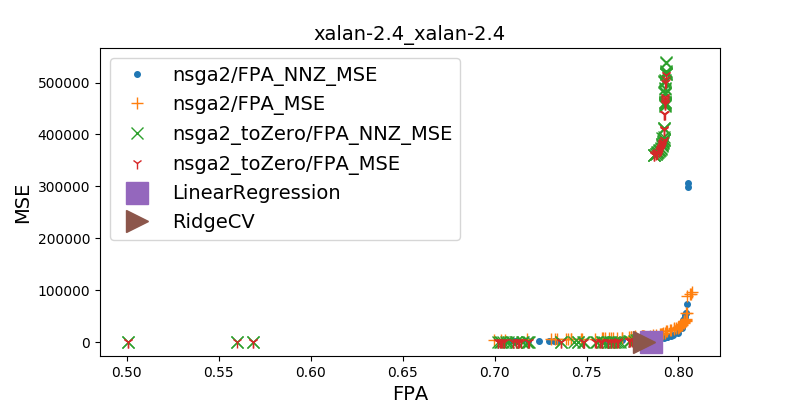 xalan-2.4_xalan-2.4
nsga2/FPA_NNZ_MSE
nsga2/FPA_MSE
nsga2_toZero/FPA_NNZ_MSE
nsga2_toZero/FPA_MSE
LinearRegression
RidgeCV
MSE
500000
400000
300000
200000
100000
0
0.50 0.55 0.60 0.65 0.70 0.75 0.80
FPA